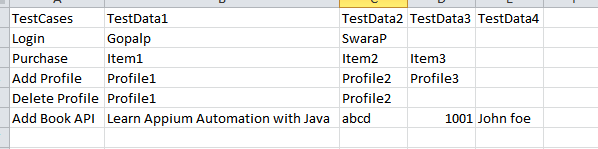 A B C D E F
TestCases TestData1 TestData2 TestData3 TestData4
Login Gopalp SwaraP
Purchase Item1 Item2 Item3
Add Profile Profile1 Profile2 Profile3
Delete Profile Profile1 Profile2
Add Book API Learn Appium Automation with Java abcd 1001 John foe